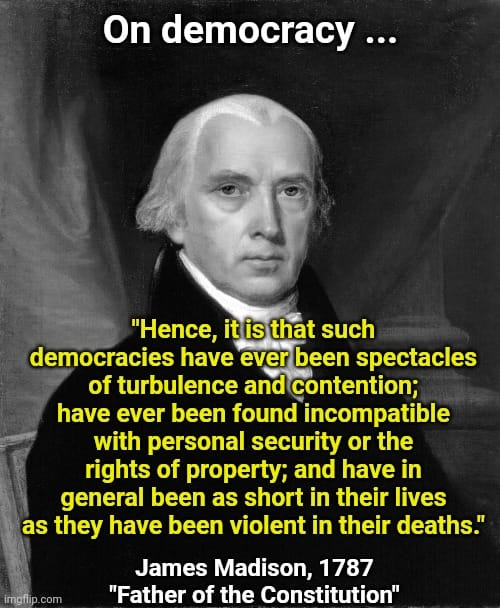 On democracy ...
"Hence, it is that such
democracies have ever been spectacles
of turbulence and contention;
have ever been found incompatible
with personal security or the
rights of property; and have in
general been as short in their lives
as they have been violent in their deaths."
James Madison, 1787
"Father of the Constitution"
imgflip.com